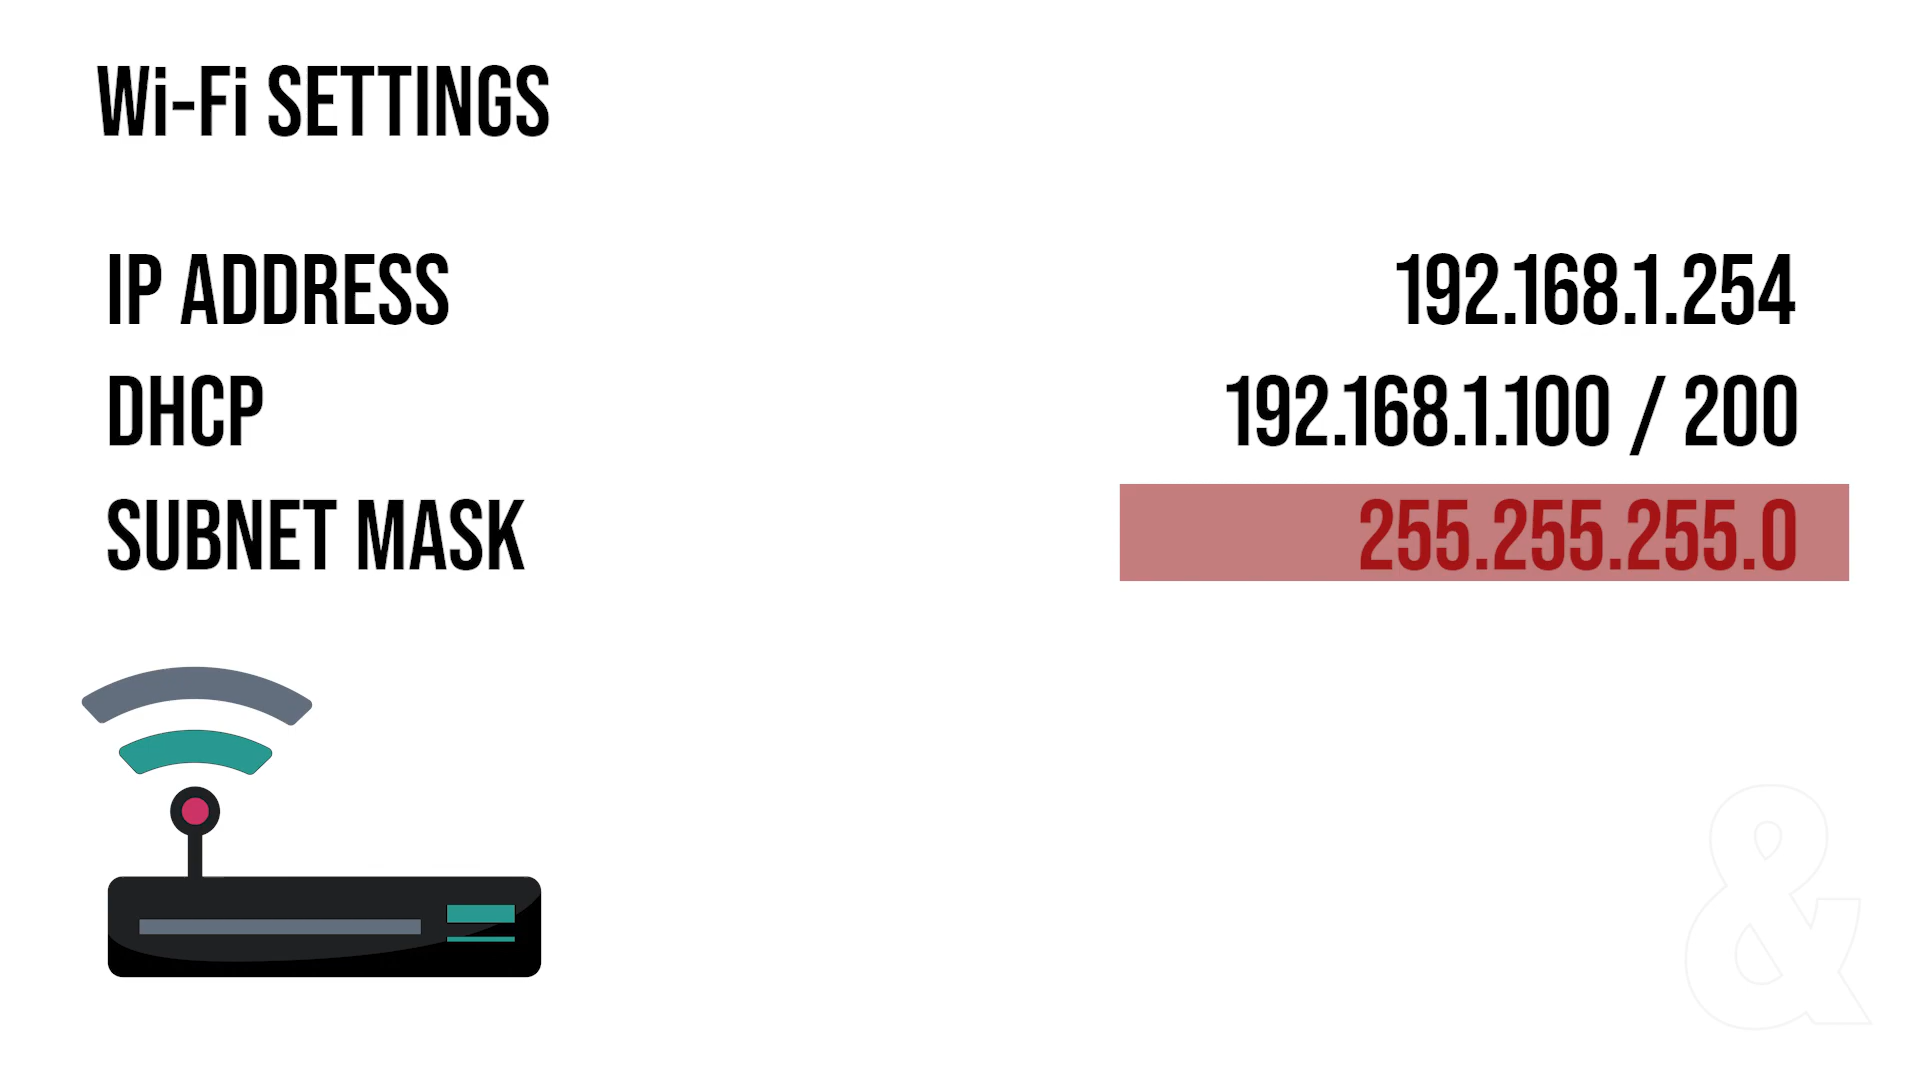 Wi-Fi SETTINGS
IP ADDRESS 192.168.1.254
DHCP 192.168.1.100 / 200
SUBNET MASK 255.255.255.0
&